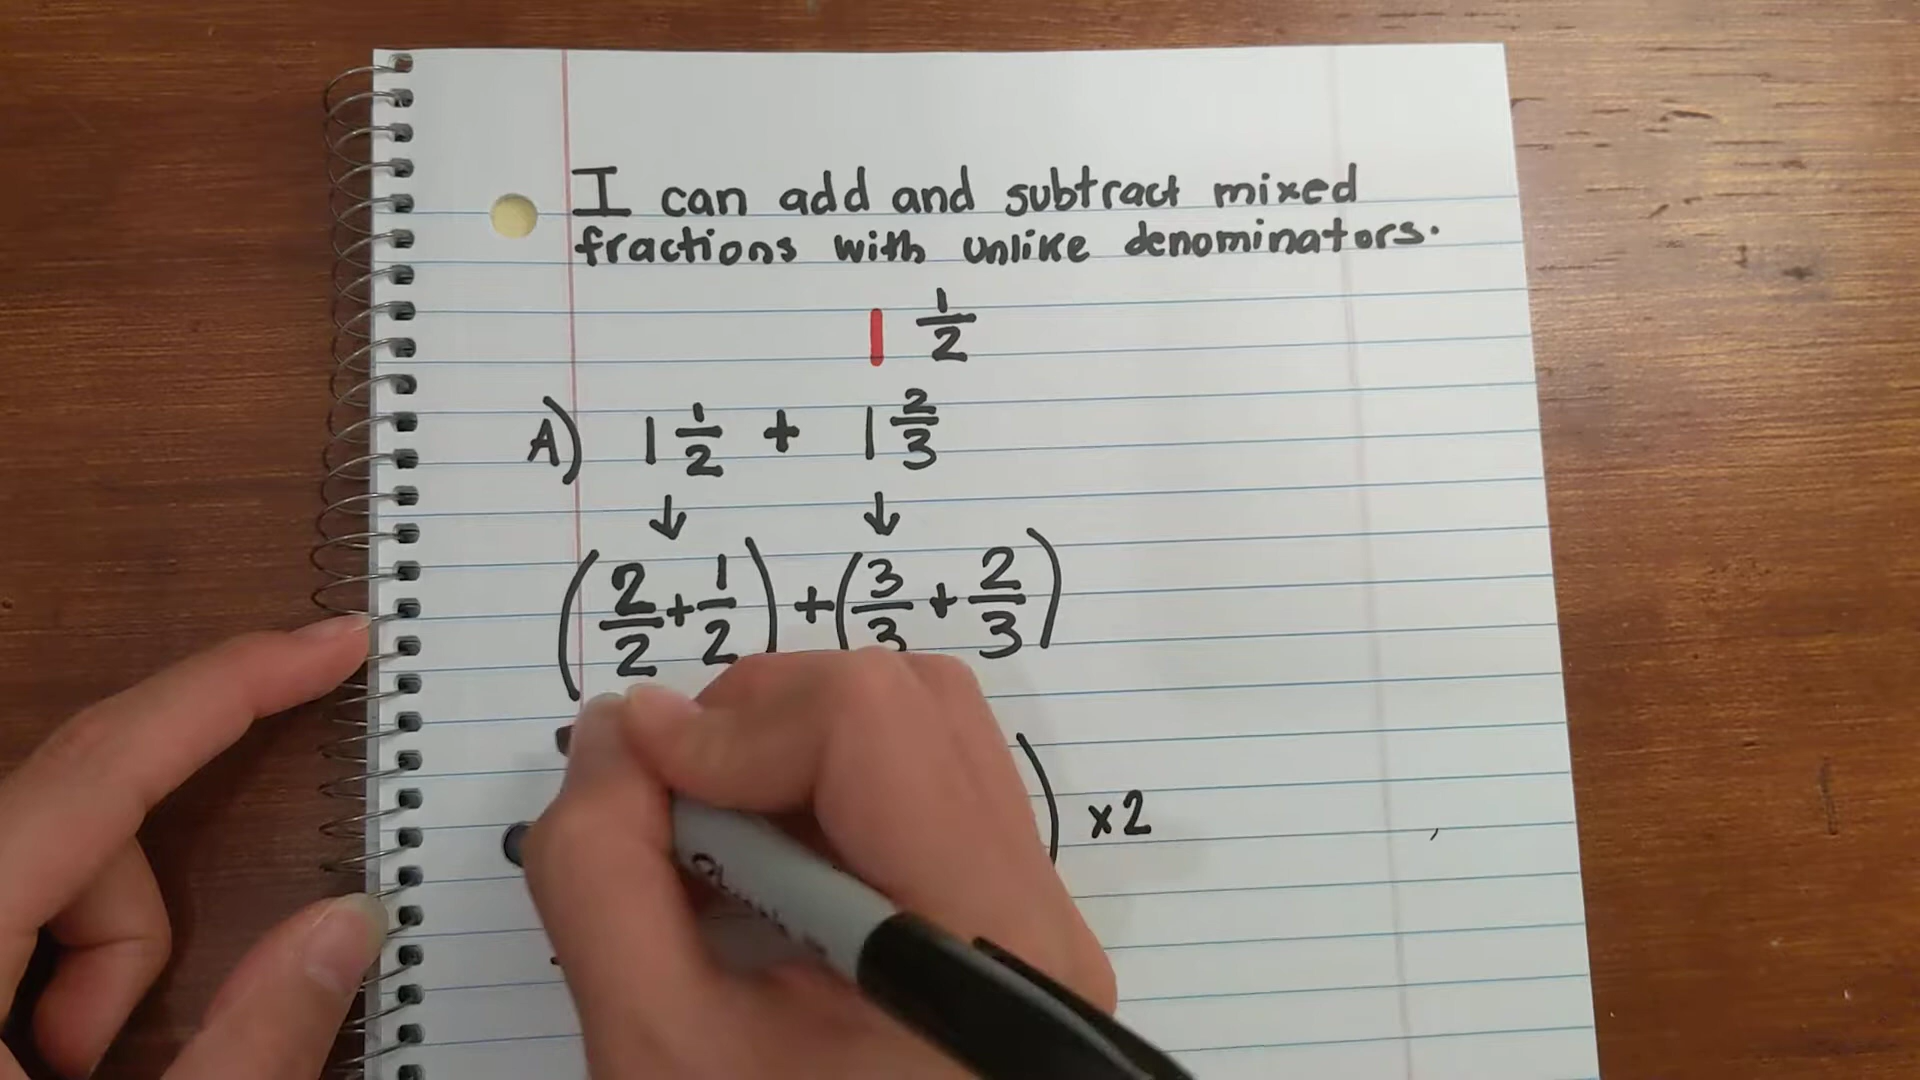 I can add and subtract mixed
fractions with unlike denominators.
1 1/2
A) 1 1/2 + 1 2/3
↓ ↓
(2/2 + 1/2) + (3/3 + 2/3)
) x2